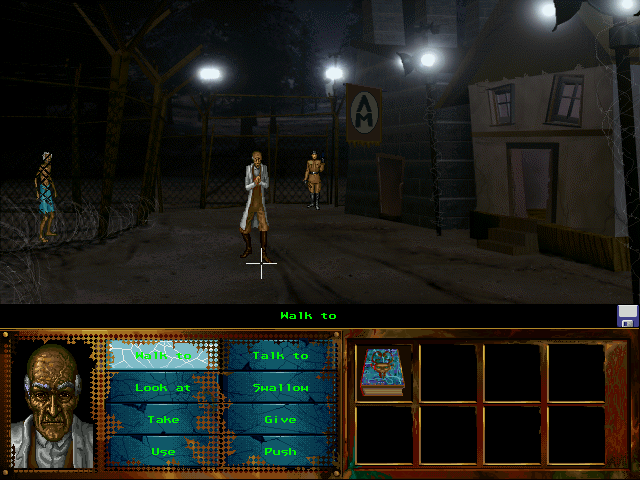 AM
Walk to
Walk to Talk to
Look at Swallow
Take Give
Use Push